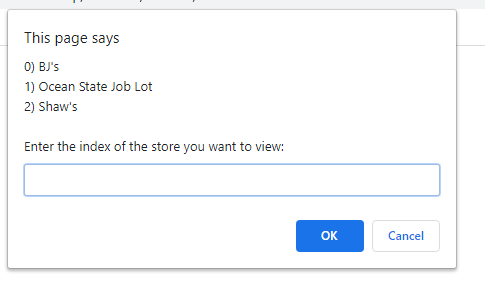 This page says
0) BJ's
1) Ocean State Job Lot
2) Shaw's
Enter the index of the store you want to view:
OK
Cancel